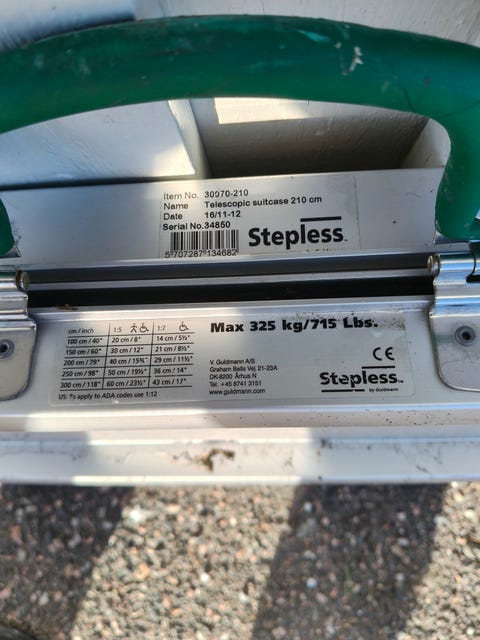 Item No. 30070-210
Name Telescopic suitcase 210 cm
Date 16/11-12
Serial No. 34850
5 707287 134682
Stepless
cm / inch 1:5 1:7
100 cm / 40" 20 cm / 8" 14 cm / 5½"
150 cm / 60" 30 cm / 12" 21 cm / 8½"
200 cm / 79" 40 cm / 15¾" 29 cm / 11½"
250 cm / 98" 50 cm / 19½" 36 cm / 14"
300 cm / 118" 60 cm / 23½" 43 cm / 17"
US: To apply to ADA codes use 1:12
Max 325 kg/715 Lbs.
V. Guldmann A/S
Graham Bells Vej 21-23A
DK-8200 Århus N
Tel. +45 8741 3151
www.guldmann.com
CE
Stepless
by Guldmann